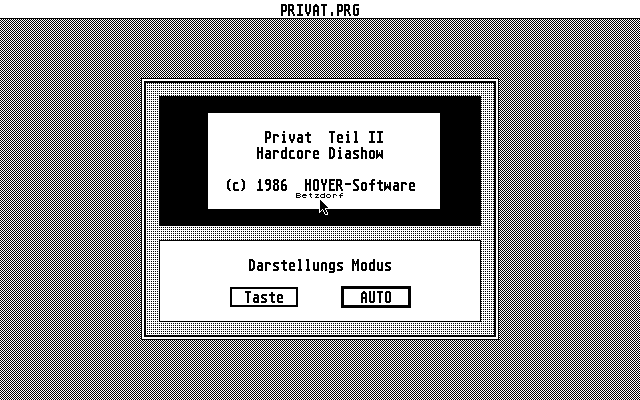 PRIVAT.PRG
Privat Teil II
Hardcore Diashow
(c) 1986 HOYER-Software
Betzdorf
Darstellungs Modus
Taste AUTO